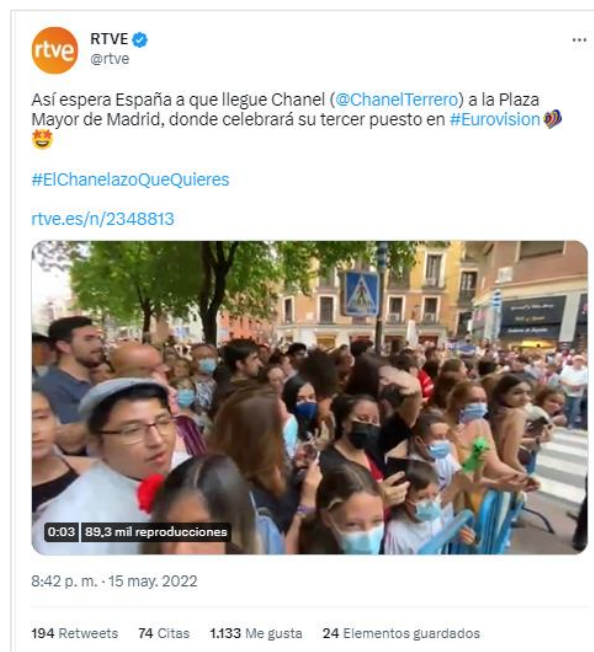 rtve
RTVE
@rtve
Así espera España a que llegue Chanel (@ChanelTerrero) a la Plaza
Mayor de Madrid, donde celebrará su tercer puesto en #Eurovision
#ElChanelazoQueQuieres
rtve.es/n/2348813
0:03 89,3 mil reproducciones
8:42 p. m. · 15 may. 2022
194 Retweets 74 Citas 1.133 Me gusta 24 Elementos guardados